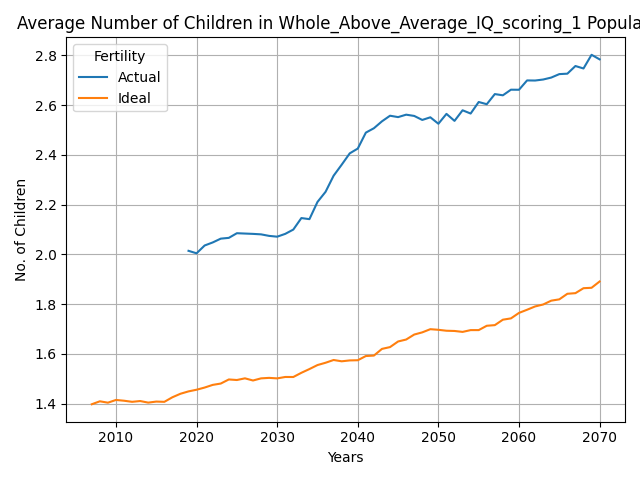 Average Number of Children in Whole_Above_Average_IQ_scoring_1 Popula
Fertility
Actual
Ideal
2.8
2.6
2.4
2.2
2.0
1.8
1.6
1.4
No. of Children
2010 2020 2030 2040 2050 2060 2070
Years